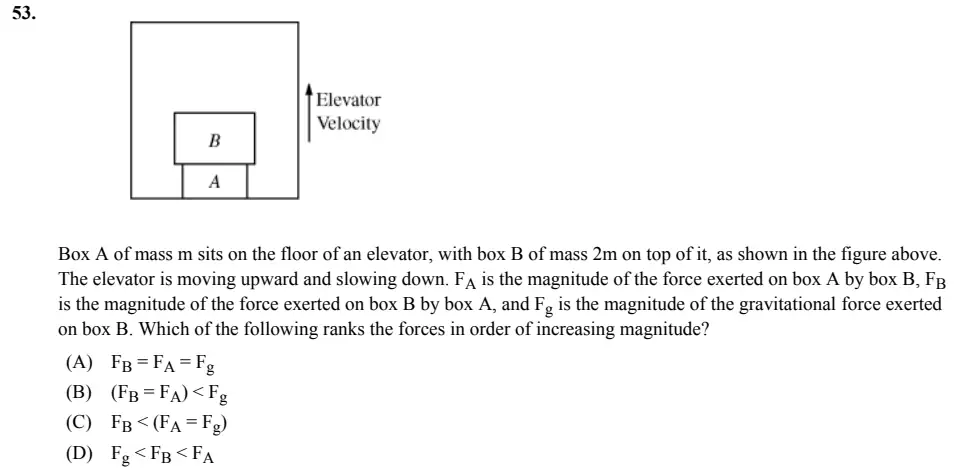 53.
Elevator
Velocity
B
A
Box A of mass m sits on the floor of an elevator, with box B of mass 2m on top of it, as shown in the figure above.
The elevator is moving upward and slowing down. FA is the magnitude of the force exerted on box A by box B, FB
is the magnitude of the force exerted on box B by box A, and Fg is the magnitude of the gravitational force exerted
on box B. Which of the following ranks the forces in order of increasing magnitude?
(A) FB = FA = Fg
(B) (FB = FA) < Fg
(C) FB < (FA = Fg)
(D) Fg < FB < FA